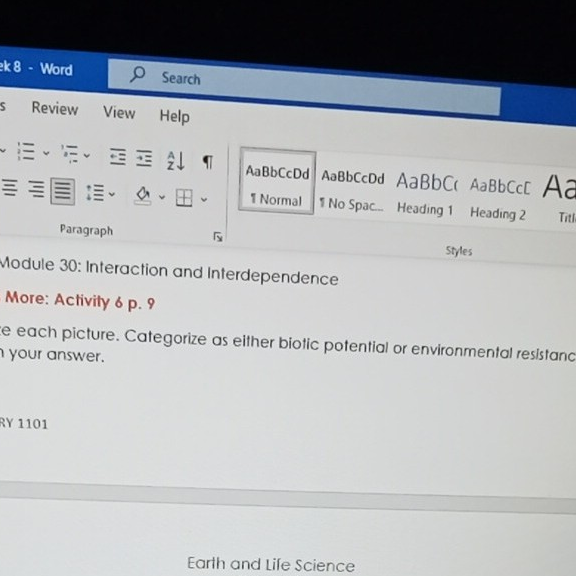 ek 8 - Word Search
s Review View Help
AaBbCcDd AaBbCcDd AaBbC( AaBbCcD Aa
¶ Normal ¶ No Spac... Heading 1 Heading 2 Titl
Paragraph Styles
Module 30: Interaction and Interdependence
More: Activity 6 p. 9
e each picture. Categorize as either biotic potential or environmental resistanc
your answer.
RY 1101
Earth and Life Science